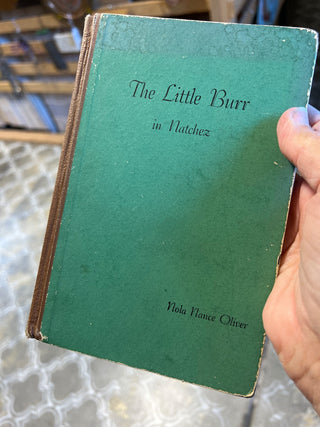 The Little Burr
in Natchez
Nola Nance Oliver